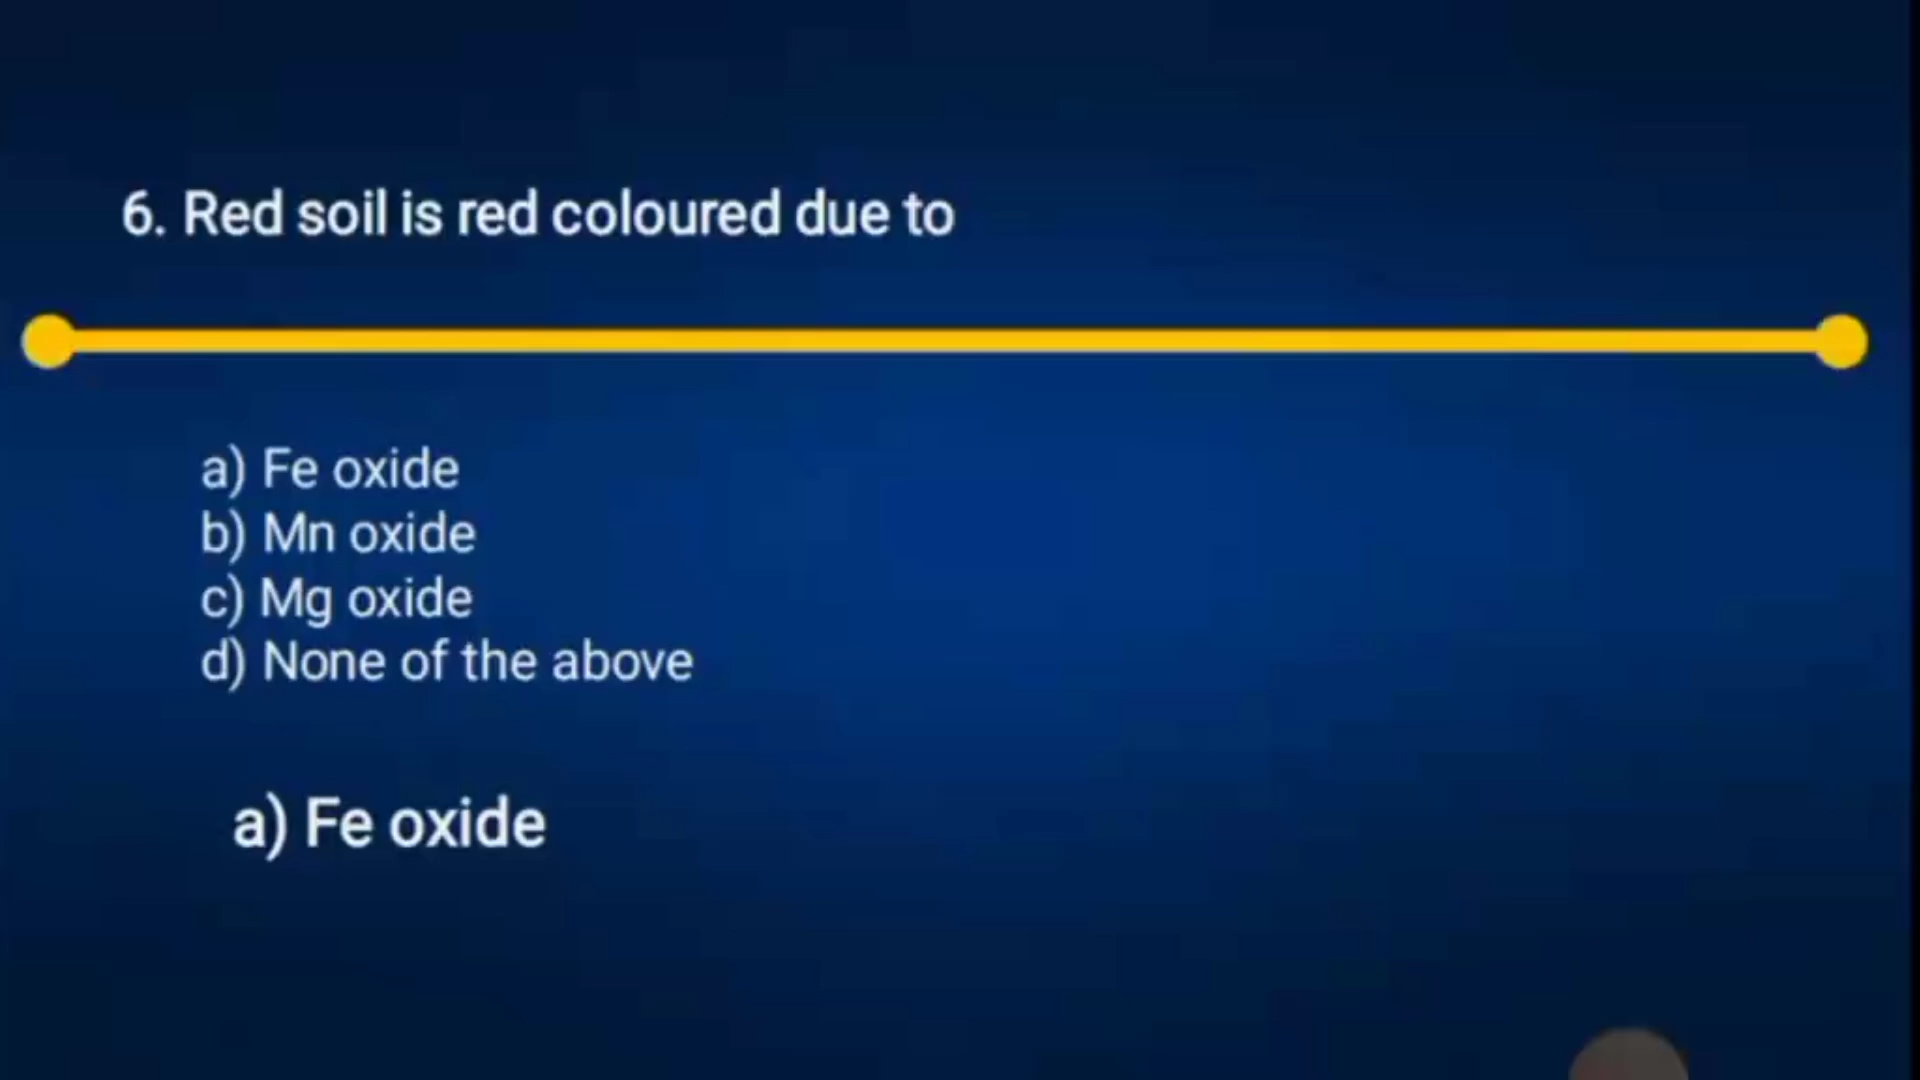 6. Red soil is red coloured due to
a) Fe oxide
b) Mn oxide
c) Mg oxide
d) None of the above
a) Fe oxide